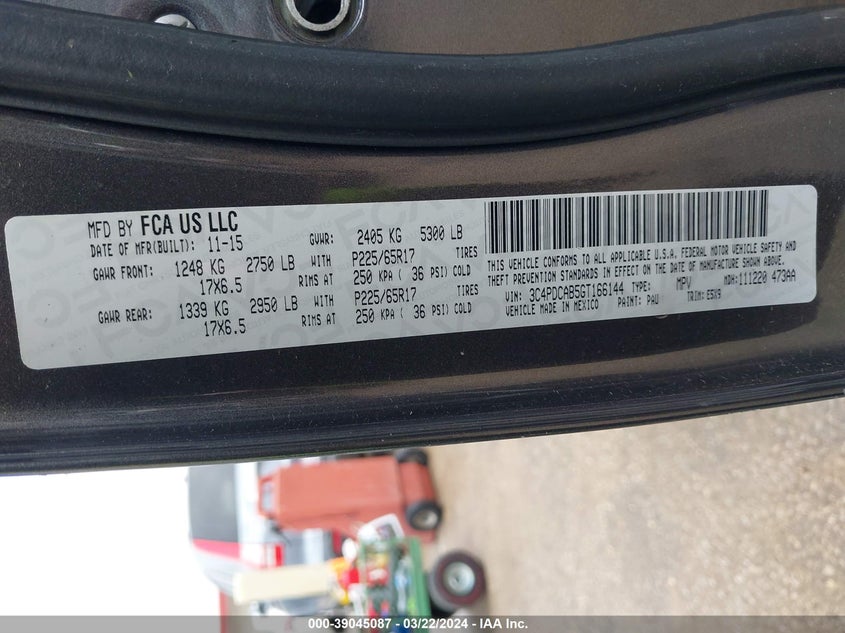 MFD BY FCA US LLC
DATE OF MFR(BUILT): 11-15 GVWR: 2405 KG 5300 LB
GAWR FRONT: 1248 KG 2750 LB WITH P225/65R17 TIRES
17X6.5 RIMS AT 250 KPA ( 36 PSI) COLD
GAWR REAR: 1339 KG 2950 LB WITH P225/65R17 TIRES
17X6.5 RIMS AT 250 KPA ( 36 PSI) COLD
THIS VEHICLE CONFORMS TO ALL APPLICABLE U.S.A. FEDERAL MOTOR VEHICLE SAFETY AND
THEFT PREVENTION STANDARDS IN EFFECT ON THE DATE OF MANUFACTURE SHOWN ABOVE.
VIN: 3C4PDCAB5GT166144 TYPE: MPV MDH:111220 473AA
VEHICLE MADE IN MEXICO PAINT: PAU TRIM: E5X9
000-39045087 - 03/22/2024 - IAA Inc.